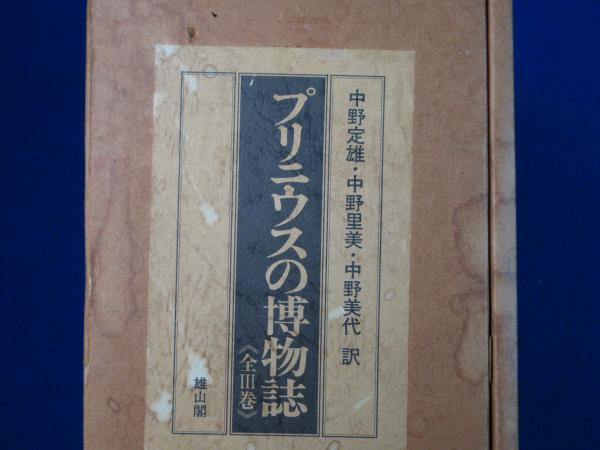 中野定雄・中野里美・中野美代 訳
プリニウスの博物誌
《全III巻》
雄山閣